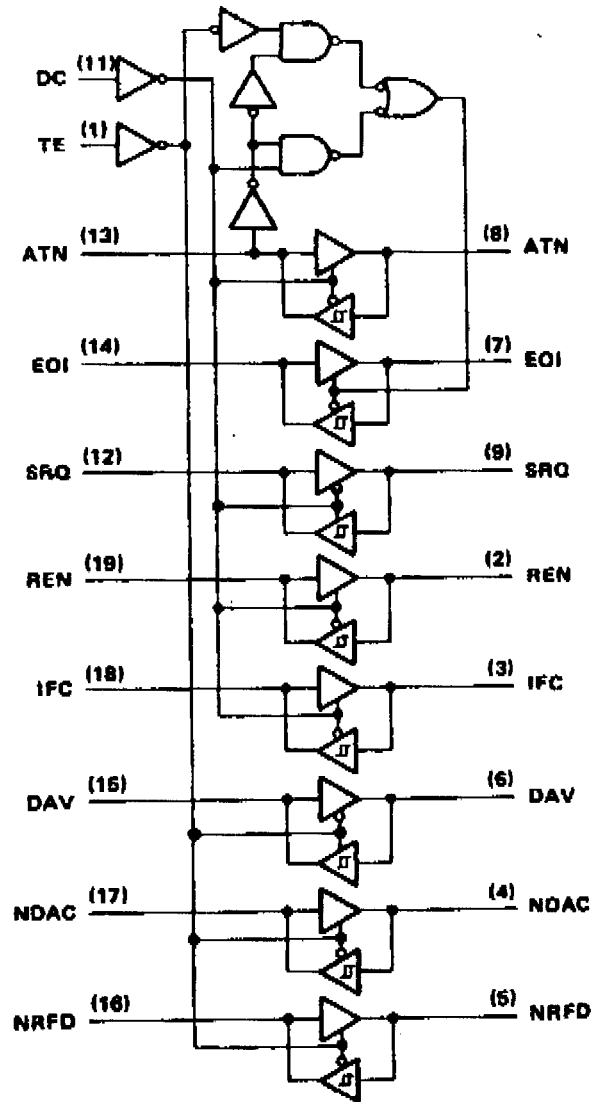 DC (11)
TE (1)
ATN (13) (8) ATN
EOI (14) (7) EOI
SRQ (12) (9) SRQ
REN (19) (2) REN
IFC (18) (3) IFC
DAV (15) (6) DAV
NDAC (17) (4) NDAC
NRFD (16) (5) NRFD